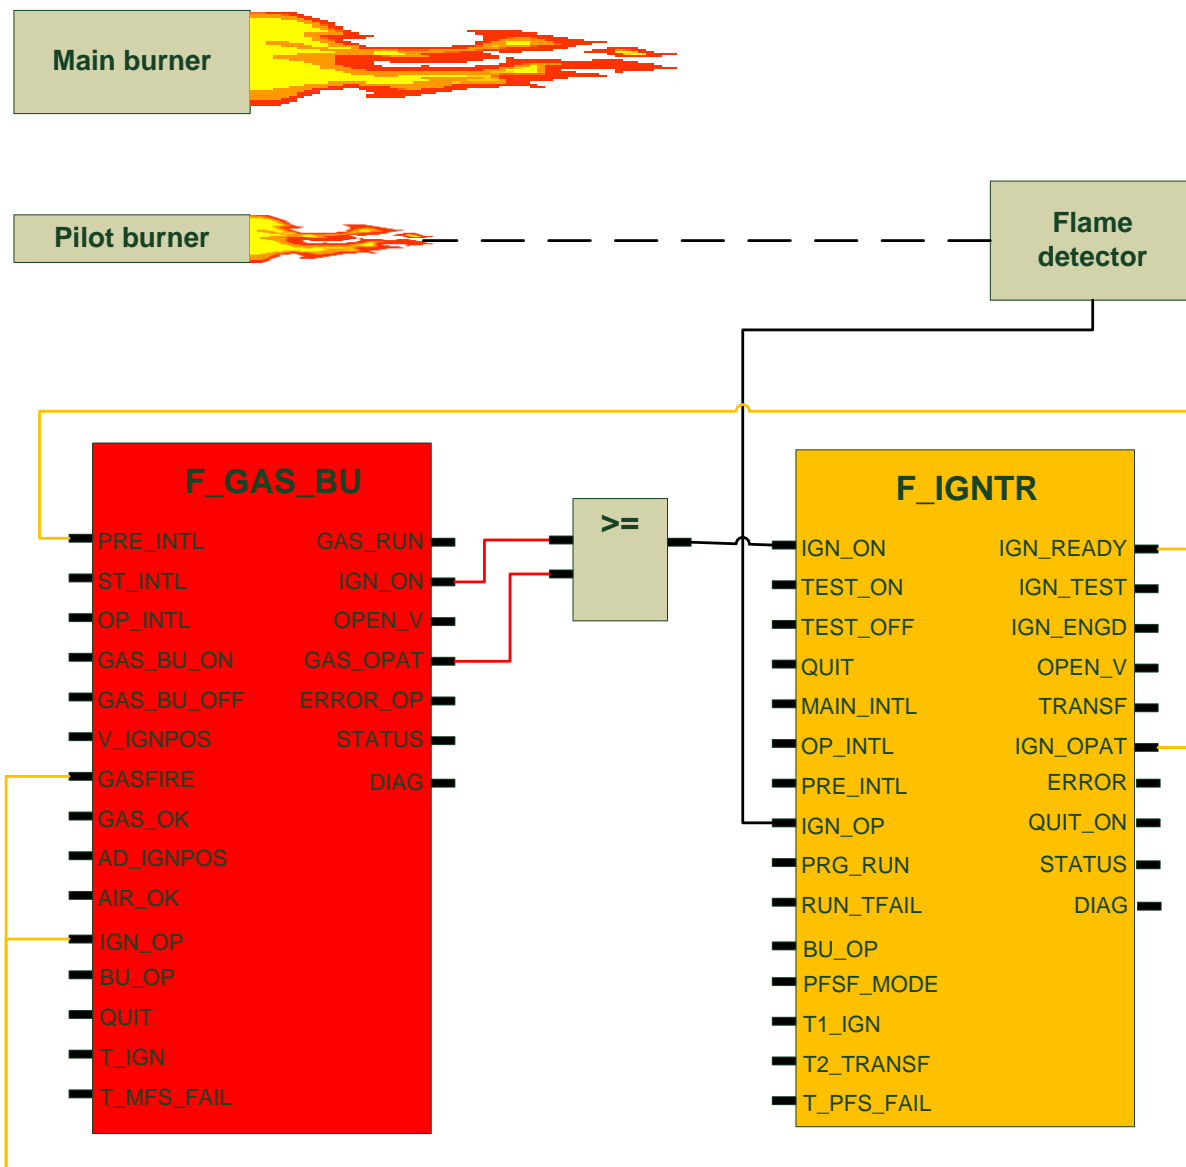 Main burner
Pilot burner
Flame
detector
F_GAS_BU
PRE_INTL
ST_INTL
OP_INTL
GAS_BU_ON
GAS_BU_OFF
V_IGNPOS
GASFIRE
GAS_OK
AD_IGNPOS
AIR_OK
IGN_OP
BU_OP
QUIT
T_IGN
T_MFS_FAIL
GAS_RUN
IGN_ON
OPEN_V
GAS_OPAT
ERROR_OP
STATUS
DIAG
>=
F_IGNTR
IGN_ON
TEST_ON
TEST_OFF
QUIT
MAIN_INTL
OP_INTL
PRE_INTL
IGN_OP
PRG_RUN
RUN_TFAIL
BU_OP
PFSF_MODE
T1_IGN
T2_TRANSF
T_PFS_FAIL
IGN_READY
IGN_TEST
IGN_ENGD
OPEN_V
TRANSF
IGN_OPAT
ERROR
QUIT_ON
STATUS
DIAG